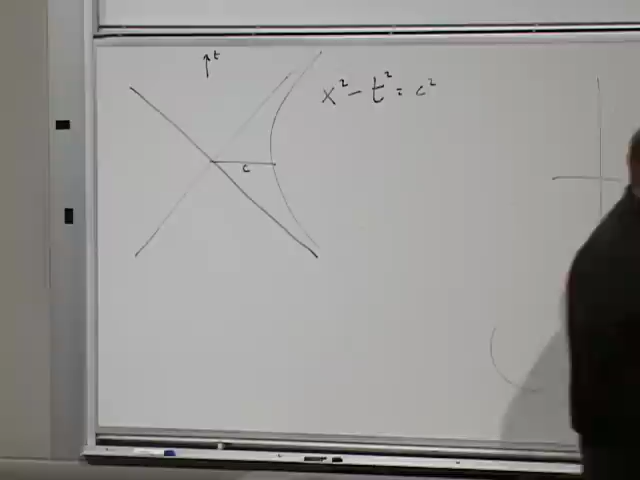 t
x² - t² = c²
c